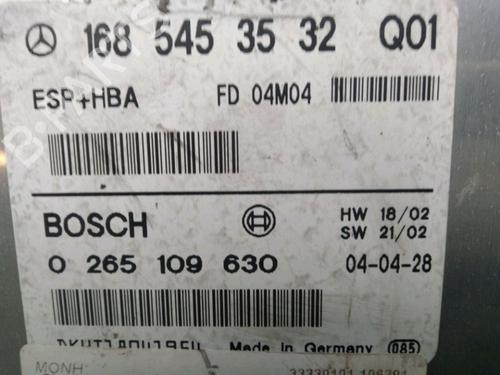 168 545 35 32 Q01
ESP+HBA FD 04M04
BOSCH HW 18/02
SW 21/02
0 265 109 630 04-04-28
Made in Germany (085)
MONH: